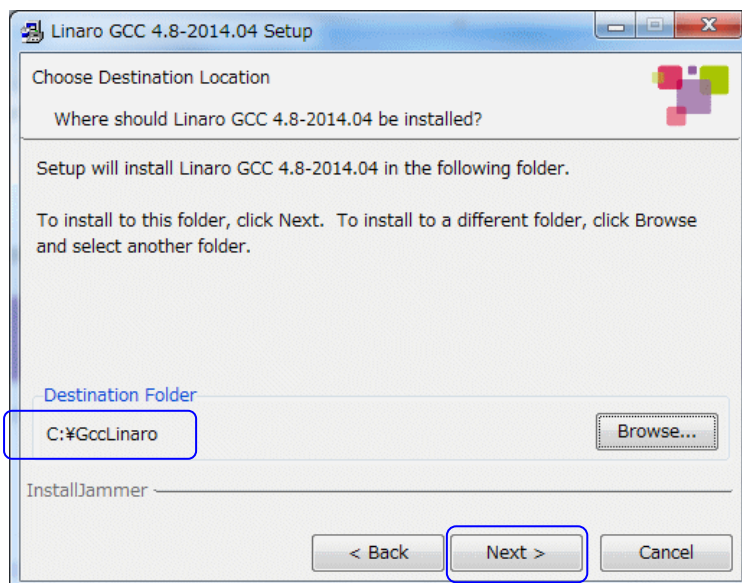 Linaro GCC 4.8-2014.04 Setup
Choose Destination Location
Where should Linaro GCC 4.8-2014.04 be installed?
Setup will install Linaro GCC 4.8-2014.04 in the following folder.
To install to this folder, click Next.  To install to a different folder, click Browse
and select another folder.
Destination Folder
C:¥GccLinaro
Browse...
InstallJammer
< Back
Next >
Cancel